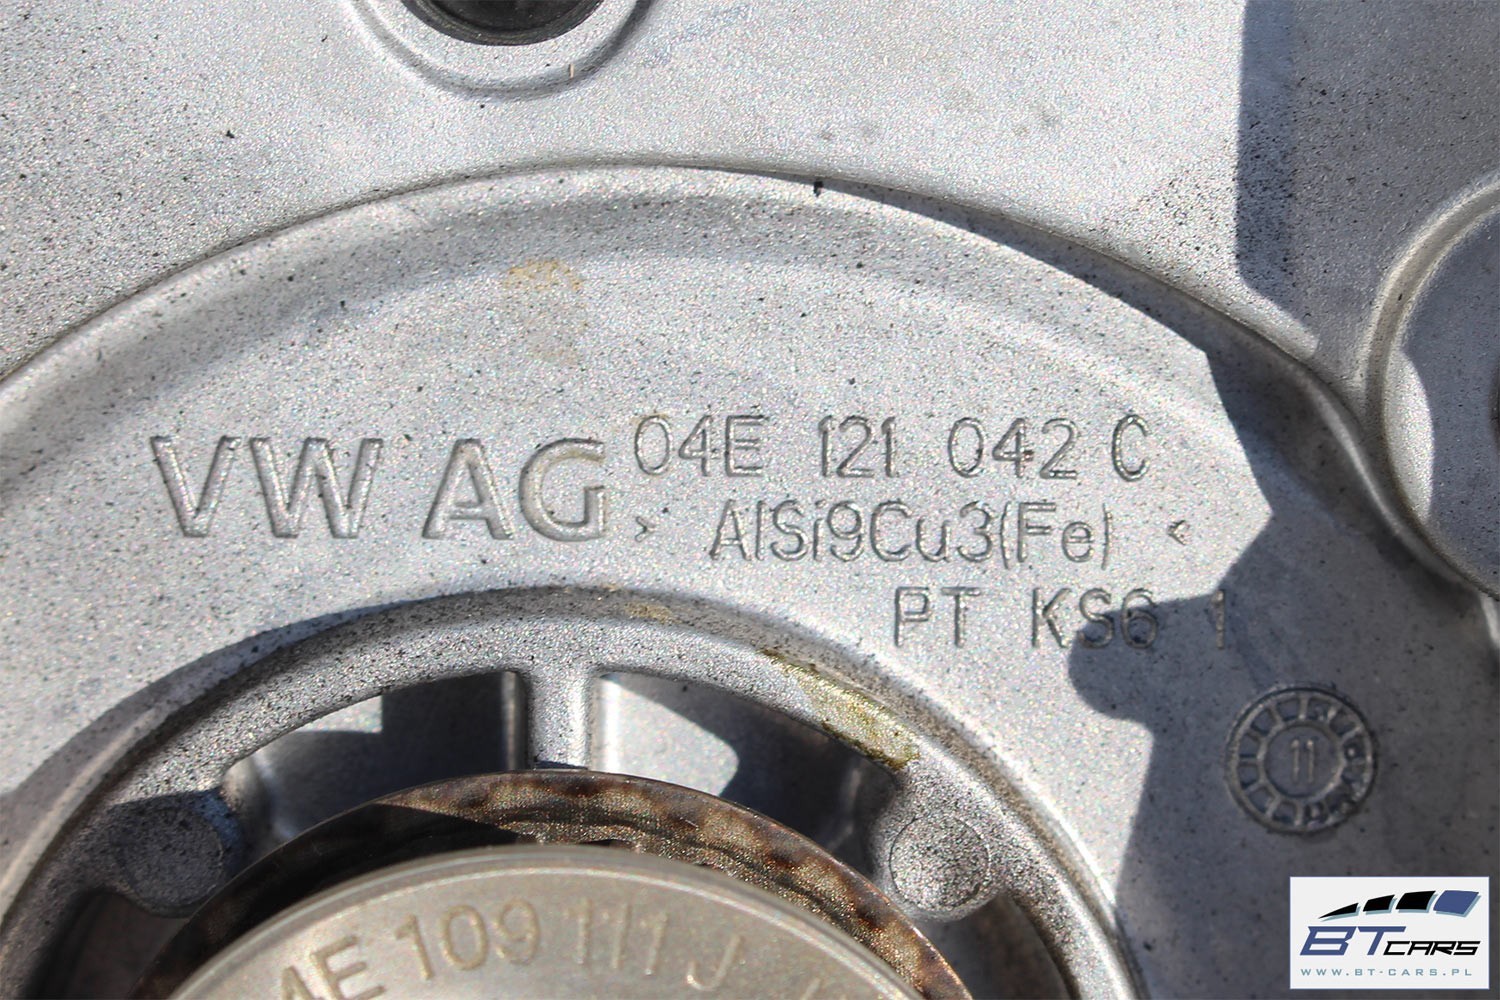 VW AG 04E 121 042 C
> AlSi9Cu3(Fe) <
PT KS6 1
11
4E 109 111 J
BT CARS
WWW.BT-CARS.PL